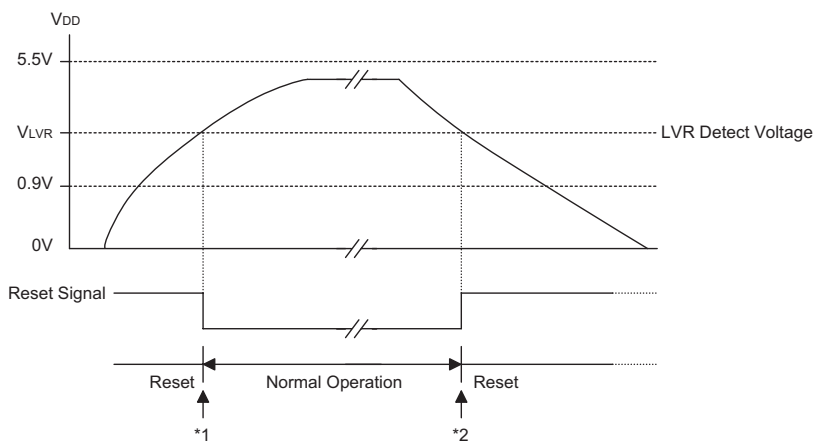 VDD
5.5V
VLVR
LVR Detect Voltage
0.9V
0V
Reset Signal
Reset
Normal Operation
Reset
*1
*2